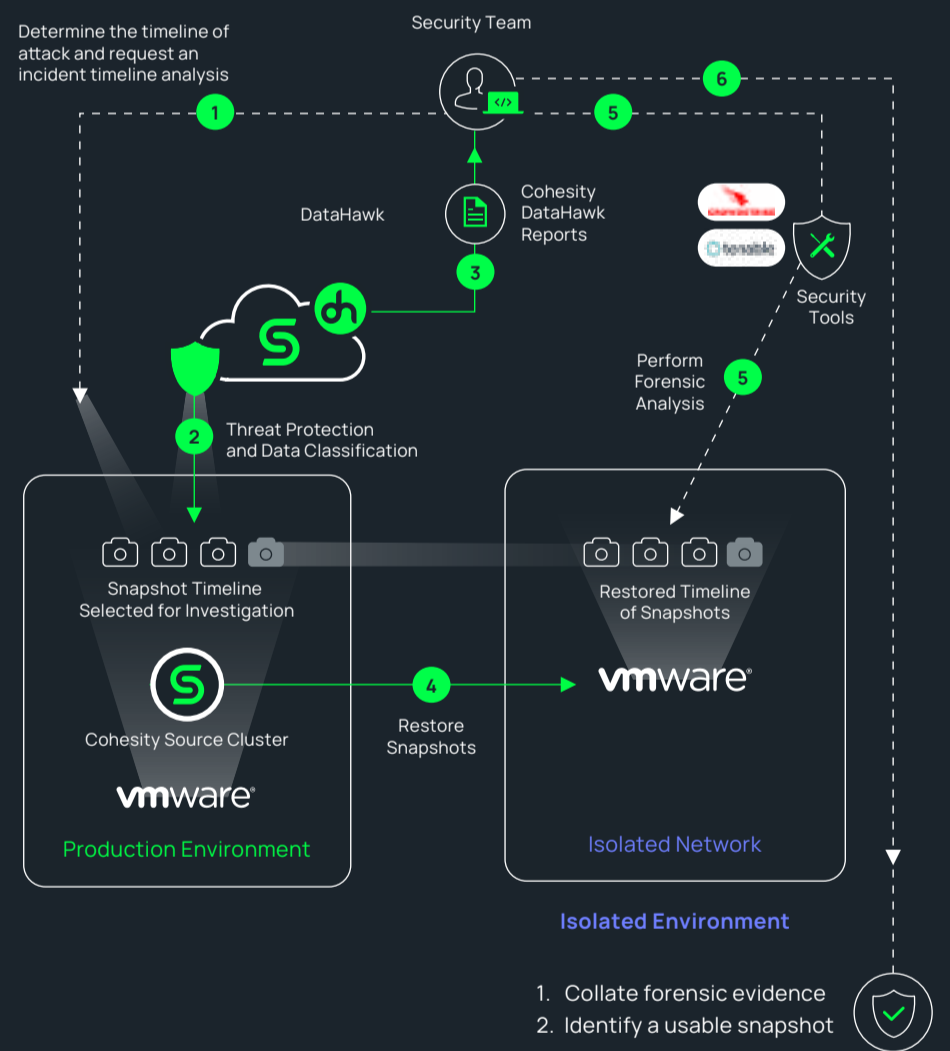 Security Team
Determine the timeline of
attack and request an
incident timeline analysis
6
1
5
</>
DataHawk
Cohesity
DataHawk
Reports
tenable
3
dh
S
Security
Tools
Perform
Forensic
Analysis
5
2
Threat Protection
and Data Classification
Snapshot Timeline
Selected for Investigation
Restored Timeline
of Snapshots
S
vmware®
4
Restore
Snapshots
Cohesity Source Cluster
vmware®
Production Environment
Isolated Network
Isolated Environment
1. Collate forensic evidence
2. Identify a usable snapshot